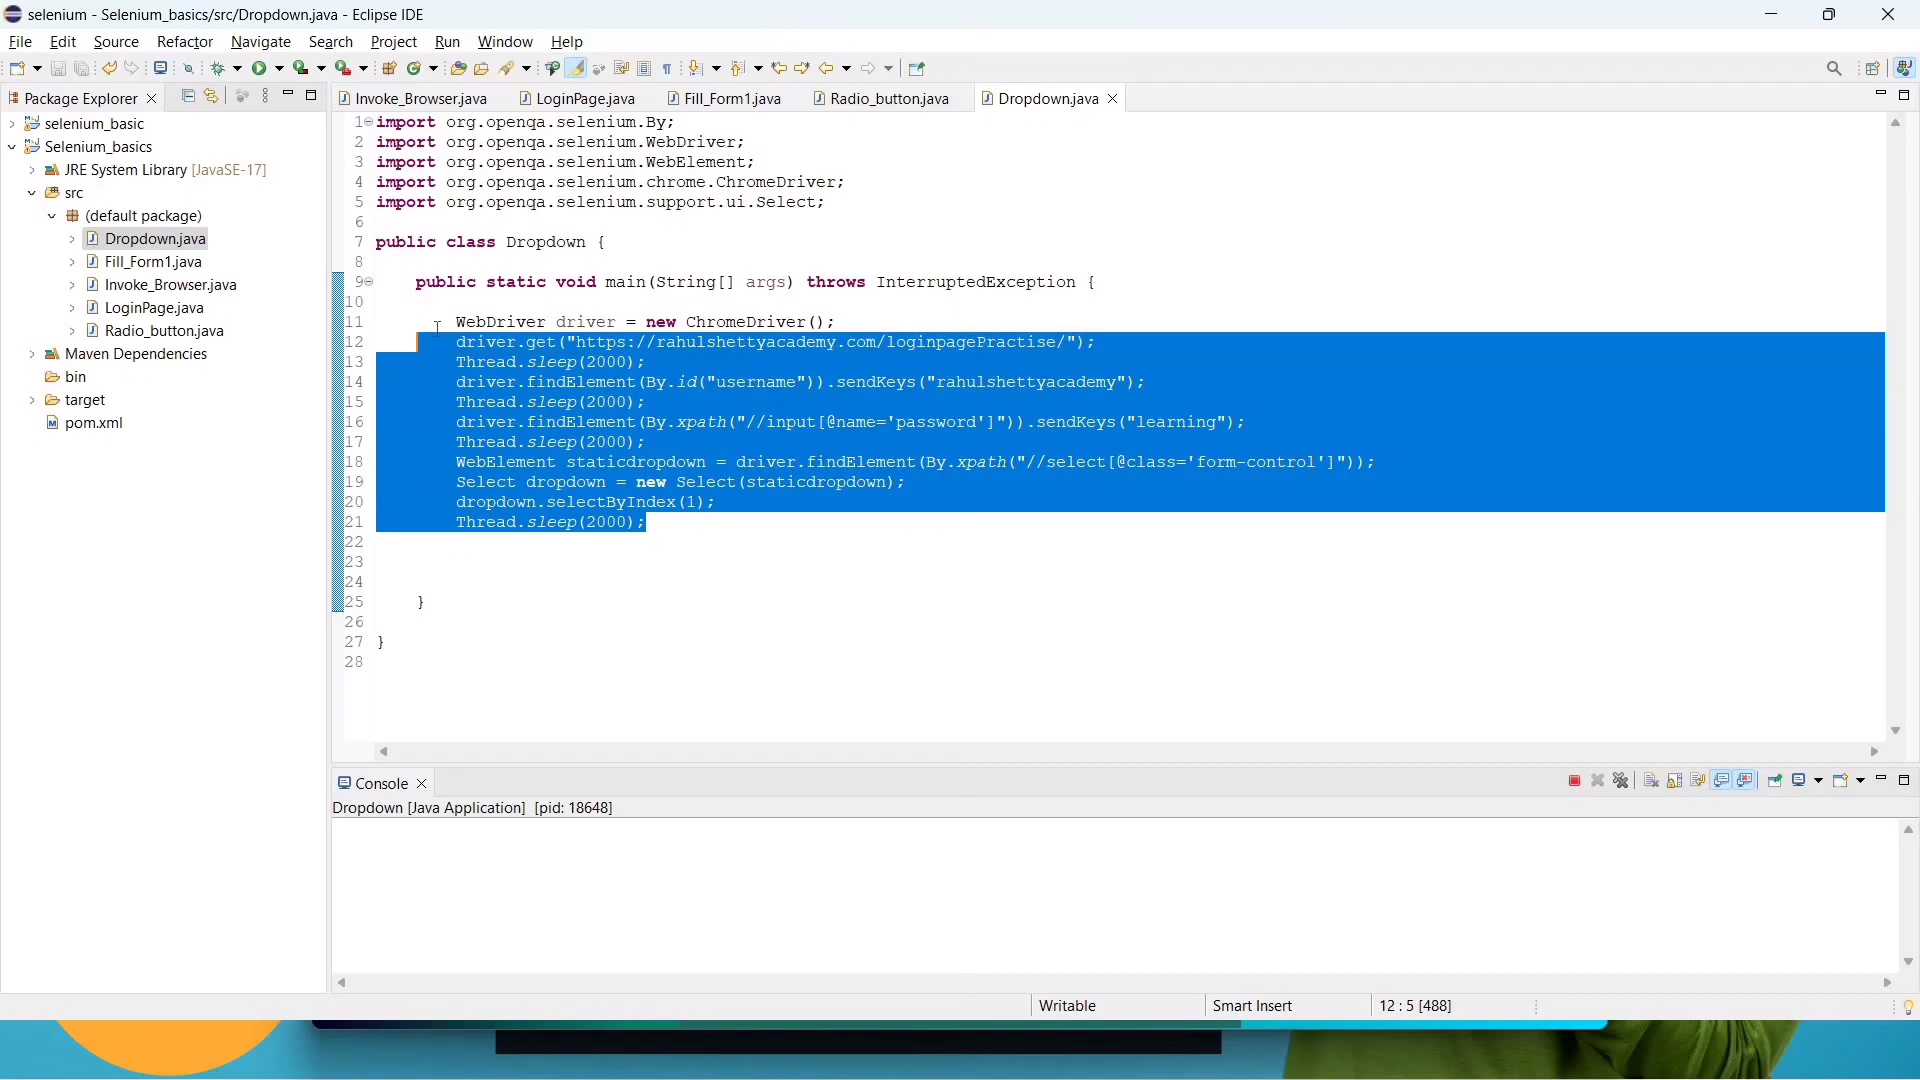 selenium - Selenium_basics/src/Dropdown.java - Eclipse IDE
File Edit Source Refactor Navigate Search Project Run Window Help
Package Explorer
selenium_basic
Selenium_basics
JRE System Library [JavaSE-17]
src
(default package)
Dropdown.java
Fill_Form1.java
Invoke_Browser.java
LoginPage.java
Radio_button.java
Maven Dependencies
bin
target
pom.xml
Invoke_Browser.java LoginPage.java Fill_Form1.java Radio_button.java Dropdown.java
1 import org.openqa.selenium.By;
2 import org.openqa.selenium.WebDriver;
3 import org.openqa.selenium.WebElement;
4 import org.openqa.selenium.chrome.ChromeDriver;
5 import org.openqa.selenium.support.ui.Select;
6
7 public class Dropdown {
8
9 public static void main(String[] args) throws InterruptedException {
10
11 WebDriver driver = new ChromeDriver();
12 driver.get("https://rahulshettyacademy.com/loginpagePractise/");
13 Thread.sleep(2000);
14 driver.findElement(By.id("username")).sendKeys("rahulshettyacademy");
15 Thread.sleep(2000);
16 driver.findElement(By.xpath("//input[@name='password']")).sendKeys("learning");
17 Thread.sleep(2000);
18 WebElement staticdropdown = driver.findElement(By.xpath("//select[@class='form-control']"));
19 Select dropdown = new Select(staticdropdown);
20 dropdown.selectByIndex(1);
21 Thread.sleep(2000);
22
23
24
25 }
26
27 }
28
Console
Dropdown [Java Application] [pid: 18648]
Writable Smart Insert 12 : 5 [488]